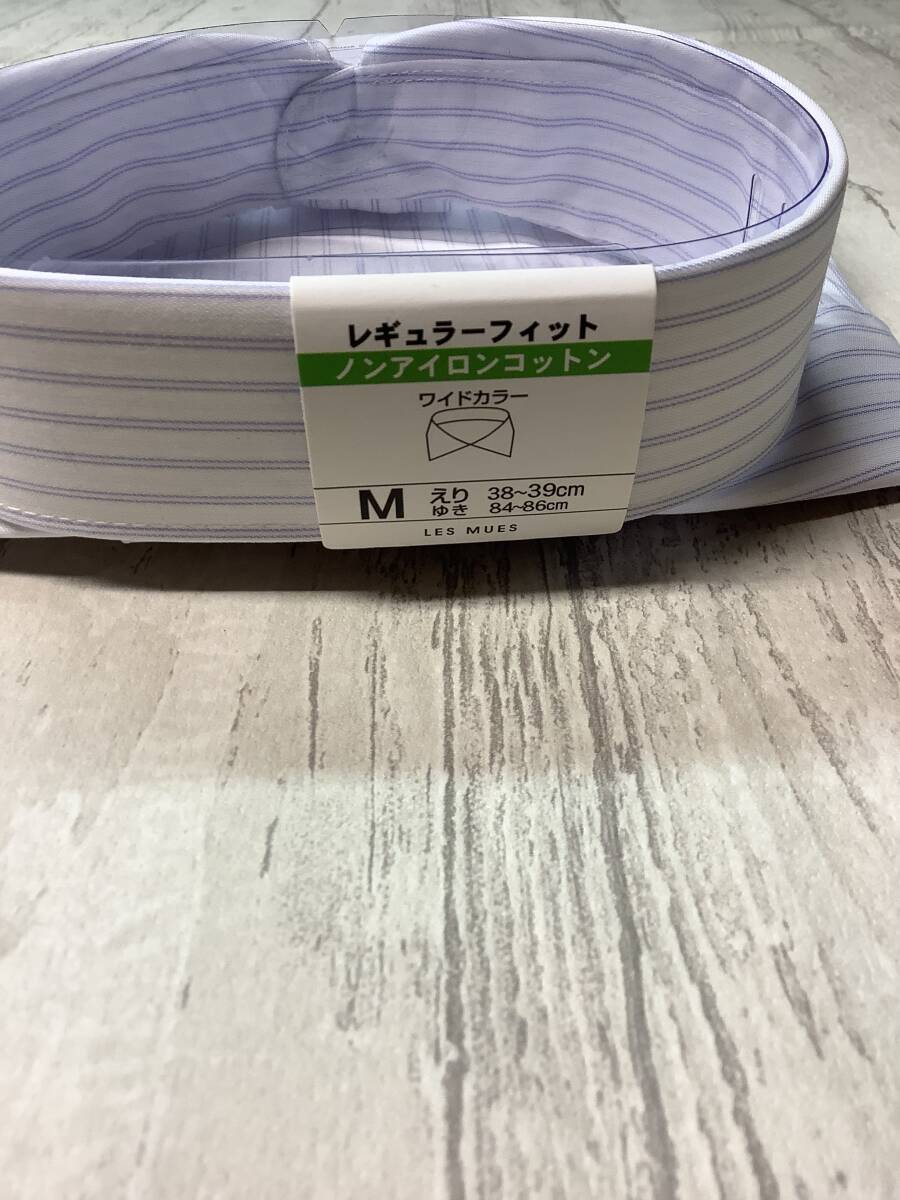 レギュラーフィット
ノンアイロンコットン
ワイドカラー
M えり 38~39cm
ゆき 84~86cm
LES MUES